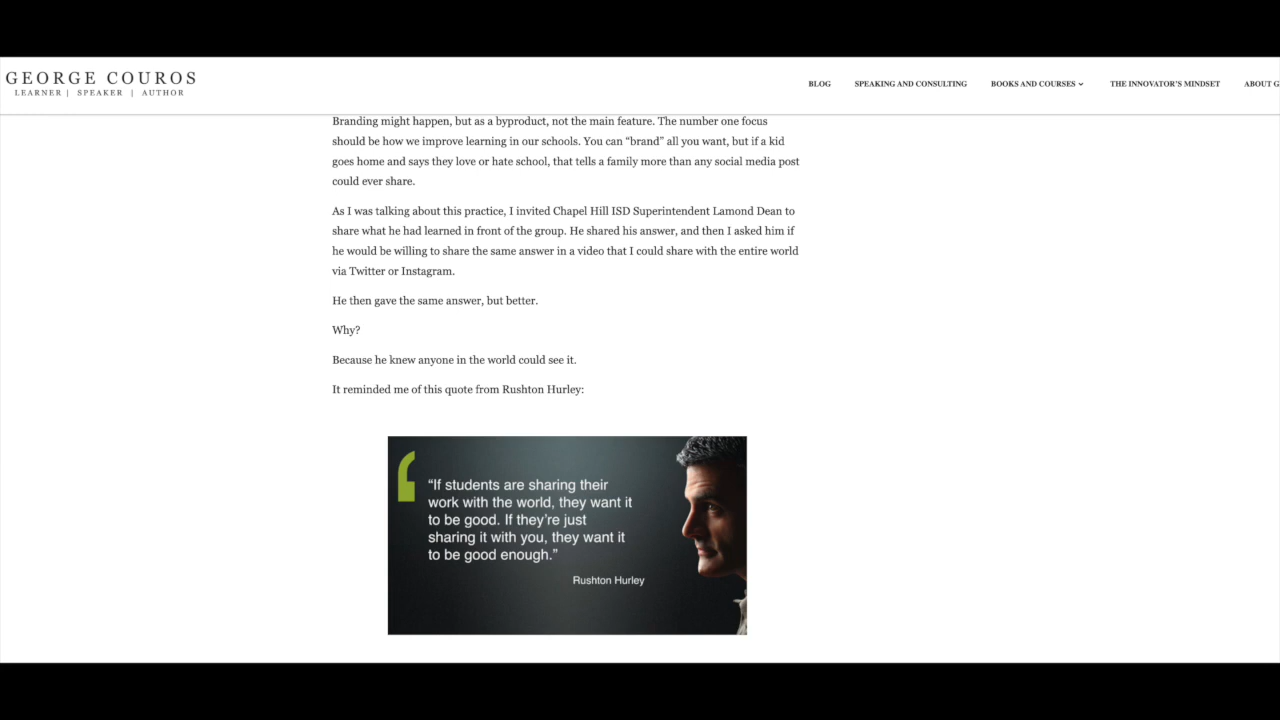 GEORGE COUROS
LEARNER | SPEAKER | AUTHOR
BLOG SPEAKING AND CONSULTING BOOKS AND COURSES THE INNOVATOR'S MINDSET ABOUT G
Branding might happen, but as a byproduct, not the main feature. The number one focus
should be how we improve learning in our schools. You can “brand” all you want, but if a kid
goes home and says they love or hate school, that tells a family more than any social media post
could ever share.
As I was talking about this practice, I invited Chapel Hill ISD Superintendent Lamond Dean to
share what he had learned in front of the group. He shared his answer, and then I asked him if
he would be willing to share the same answer in a video that I could share with the entire world
via Twitter or Instagram.
He then gave the same answer, but better.
Why?
Because he knew anyone in the world could see it.
It reminded me of this quote from Rushton Hurley:
“If students are sharing their
work with the world, they want it
to be good. If they’re just
sharing it with you, they want it
to be good enough.”
Rushton Hurley